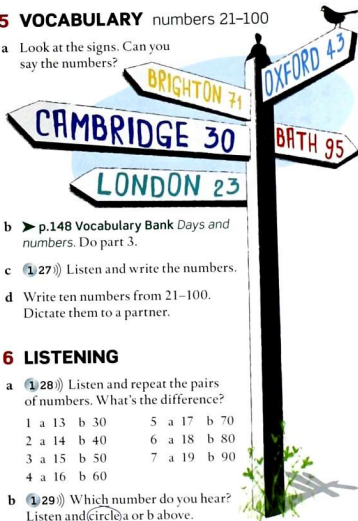 5 VOCABULARY numbers 21–100
a Look at the signs. Can you
say the numbers?
OXFORD 43
BRIGHTON 71
CAMBRIDGE 30
BATH 95
LONDON 23
b ➤ p.148 Vocabulary Bank Days and
numbers. Do part 3.
c 1 27))) Listen and write the numbers.
d Write ten numbers from 21–100.
Dictate them to a partner.
6 LISTENING
a 1 28))) Listen and repeat the pairs
of numbers. What's the difference?
1 a 13 b 30 5 a 17 b 70
2 a 14 b 40 6 a 18 b 80
3 a 15 b 50 7 a 19 b 90
4 a 16 b 60
b 1 29))) Which number do you hear?
Listen and circle a or b above.